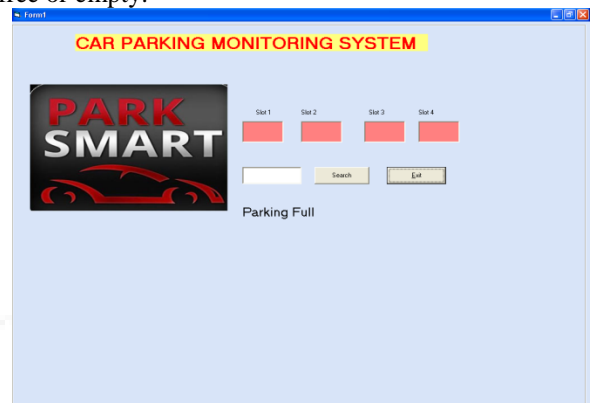 free or empty.
Form1
CAR PARKING MONITORING SYSTEM
PARK
SMART
Slot 1 Slot 2 Slot 3 Slot 4
Search Exit
Parking Full